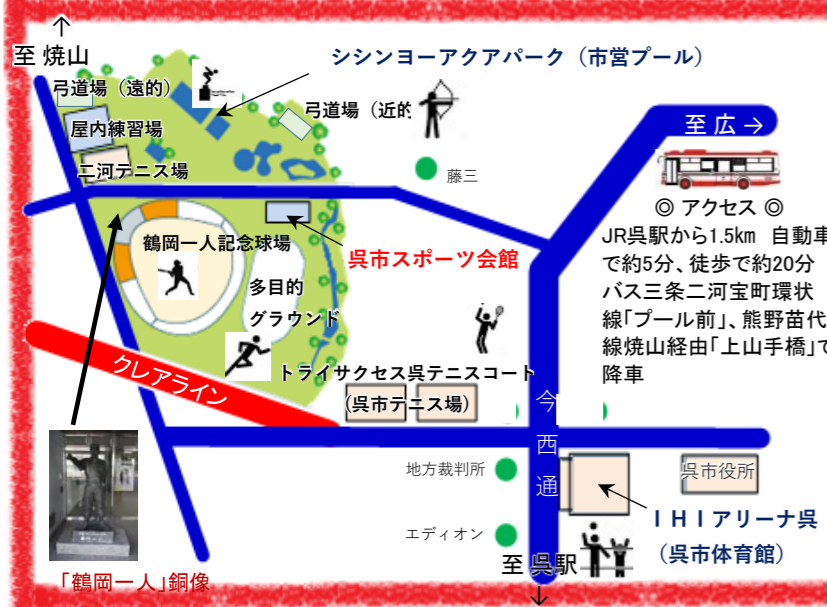 ↑
至 焼山
シシンヨーアクアパーク（市営プール）
弓道場（遠的）
弓道場（近的
屋内練習場
二河テニス場
至 広 →
藤三
◎ アクセス ◎
JR呉駅から1.5km 自動車
で約5分、徒歩で約20分
バス三条二河宝町環状
線「プール前」、熊野苗代
線焼山経由「上山手橋」で
降車
鶴岡一人記念球場
呉市スポーツ会館
多目的
グラウンド
クレアライン
トライサクセス呉テニスコート
(呉市テニス場)
今西通
地方裁判所
呉市役所
エディオン
ＩＨＩアリーナ呉
（呉市体育館）
至 呉駅
↓
「鶴岡一人」銅像